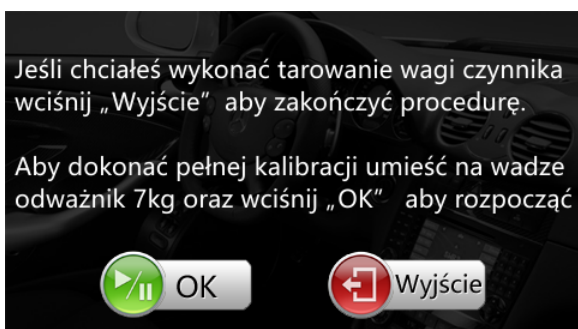 Jeśli chciałeś wykonać tarowanie wagi czynnika
wciśnij „Wyjście” aby zakończyć procedurę.
Aby dokonać pełnej kalibracji umieść na wadze
odważnik 7kg oraz wciśnij „OK” aby rozpocząć
OK
Wyjście